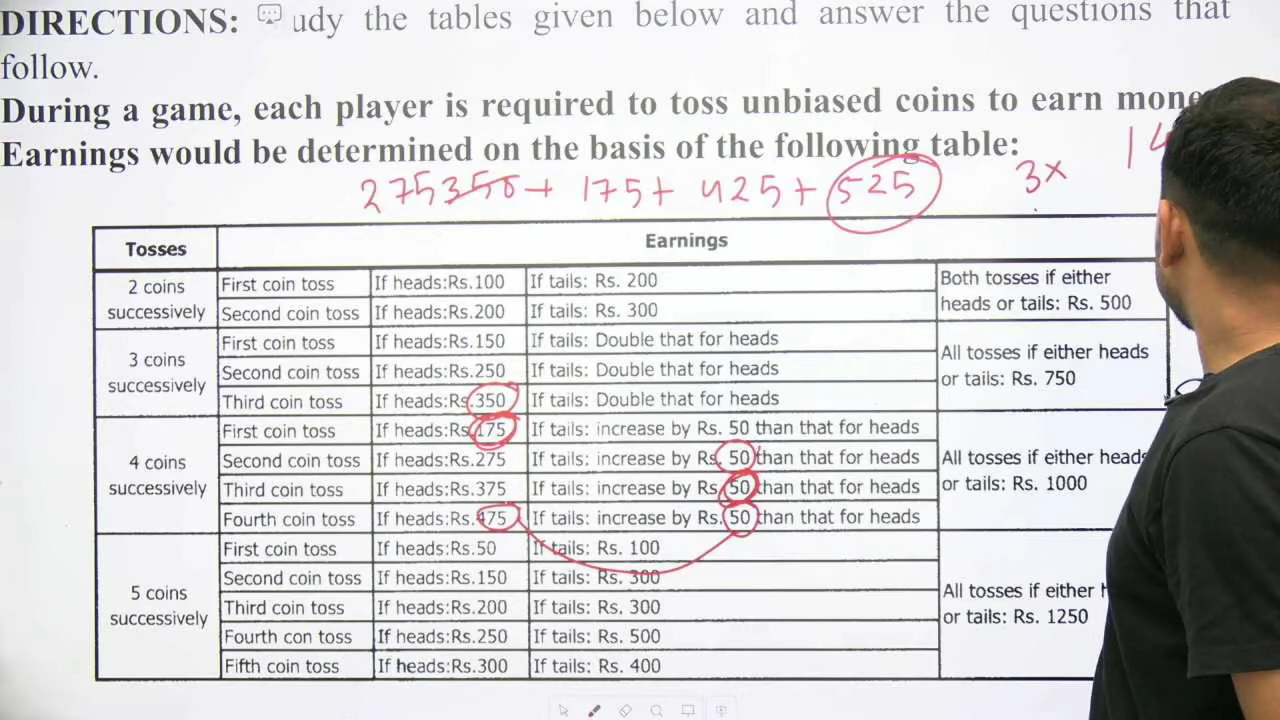 DIRECTIONS: udy the tables given below and answer the questions that
follow.
During a game, each player is required to toss unbiased coins to earn mone
Earnings would be determined on the basis of the following table:
275 350 + 175 + 425 + 525 3x 14
Tosses Earnings
2 coins successively First coin toss If heads:Rs.100 If tails: Rs. 200 Both tosses if either heads or tails: Rs. 500
Second coin toss If heads:Rs.200 If tails: Rs. 300
3 coins successively First coin toss If heads:Rs.150 If tails: Double that for heads All tosses if either heads or tails: Rs. 750
Second coin toss If heads:Rs.250 If tails: Double that for heads
Third coin toss If heads:Rs.350 If tails: Double that for heads
4 coins successively First coin toss If heads:Rs.175 If tails: increase by Rs. 50 than that for heads All tosses if either heads or tails: Rs. 1000
Second coin toss If heads:Rs.275 If tails: increase by Rs. 50 than that for heads
Third coin toss If heads:Rs.375 If tails: increase by Rs. 50 than that for heads
Fourth coin toss If heads:Rs.475 If tails: increase by Rs. 50 than that for heads
5 coins successively First coin toss If heads:Rs.50 If tails: Rs. 100 All tosses if either h or tails: Rs. 1250
Second coin toss If heads:Rs.150 If tails: Rs. 300
Third coin toss If heads:Rs.200 If tails: Rs. 300
Fourth con toss If heads:Rs.250 If tails: Rs. 500
Fifth coin toss If heads:Rs.300 If tails: Rs. 400